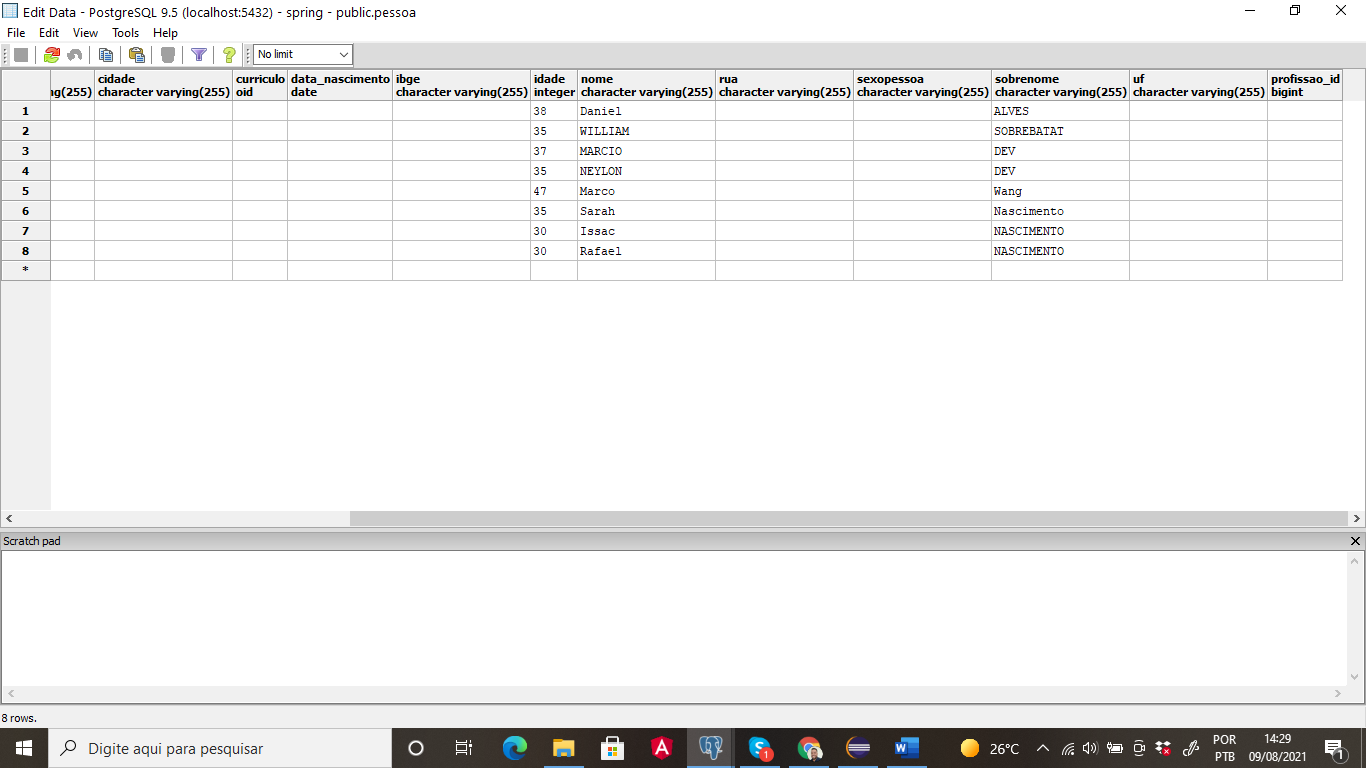 Edit Data - PostgreSQL 9.5 (localhost:5432) - spring - public.pessoa
File Edit View Tools Help
No limit
cidade curriculo data_nascimento ibge idade nome rua sexopessoa sobrenome uf profissao_id
ng(255) character varying(255) oid date character varying(255) integer character varying(255) character varying(255) character varying(255) character varying(255) character varying(255) bigint
1 38 Daniel ALVES
2 35 WILLIAM SOBREBATAT
3 37 MARCIO DEV
4 35 NEYLON DEV
5 47 Marco Wang
6 35 Sarah Nascimento
7 30 Issac NASCIMENTO
8 30 Rafael NASCIMENTO
*
Scratch pad
8 rows.
Digite aqui para pesquisar
1
26°C
POR
PTB
14:29
09/08/2021
1